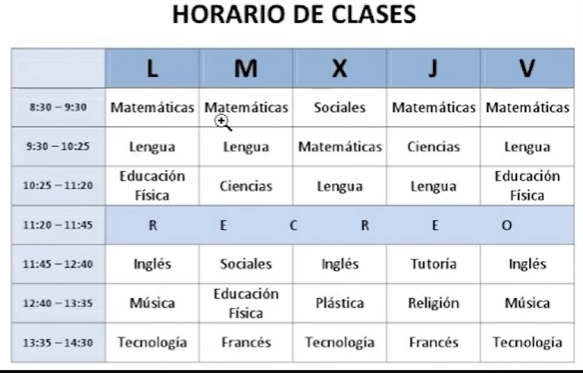 HORARIO DE CLASES
L M X J V
8:30 – 9:30 Matemáticas Matemáticas Sociales Matemáticas Matemáticas
9:30 – 10:25 Lengua Lengua Matemáticas Ciencias Lengua
10:25 – 11:20 Educación Física Ciencias Lengua Lengua Educación Física
11:20 – 11:45 R E C R E O
11:45 – 12:40 Inglés Sociales Inglés Tutoría Inglés
12:40 – 13:35 Música Educación Física Plástica Religión Música
13:35 – 14:30 Tecnología Francés Tecnología Francés Tecnología